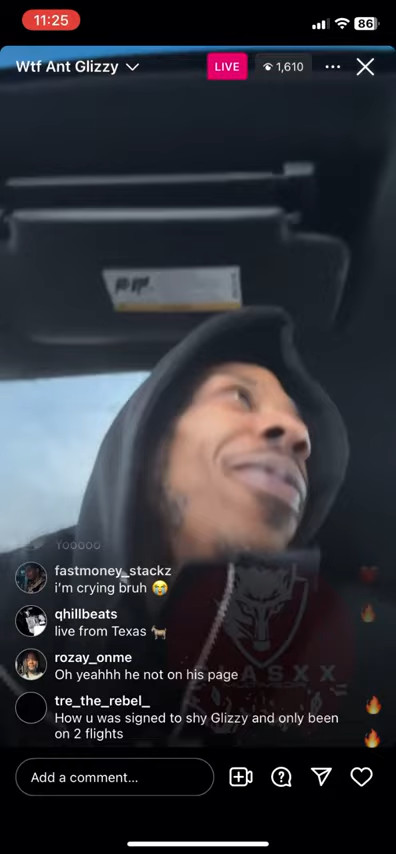 11:25
86
Wtf Ant Glizzy
LIVE
1,610
Yooooo
fastmoney_stackz
i'm crying bruh 😭
qhillbeats
live from Texas 🐐
rozay_onme
Oh yeahhh he not on his page
tre_the_rebel_
How u was signed to shy Glizzy and only been
on 2 flights
Add a comment...